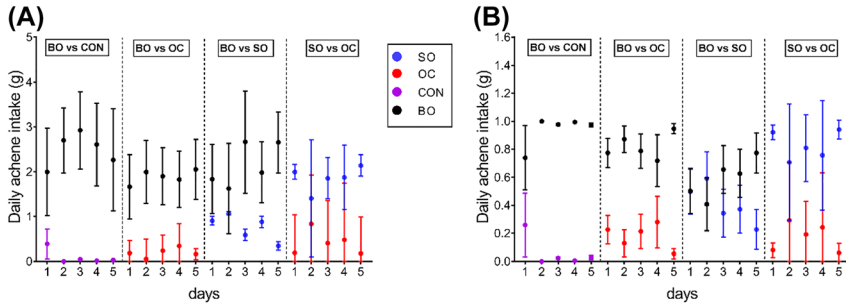 (A)
BO vs CON BO vs OC BO vs SO SO vs OC
Daily achene intake (g)
5
4
3
2
1
0
1 2 3 4 5 1 2 3 4 5 1 2 3 4 5 1 2 3 4 5
days
SO
OC
CON
BO
(B)
BO vs CON BO vs OC BO vs SO SO vs OC
Daily achene intake (g)
1.6
1.4
1.2
1.0
0.8
0.6
0.4
0.2
0.0
1 2 3 4 5 1 2 3 4 5 1 2 3 4 5 1 2 3 4 5
days